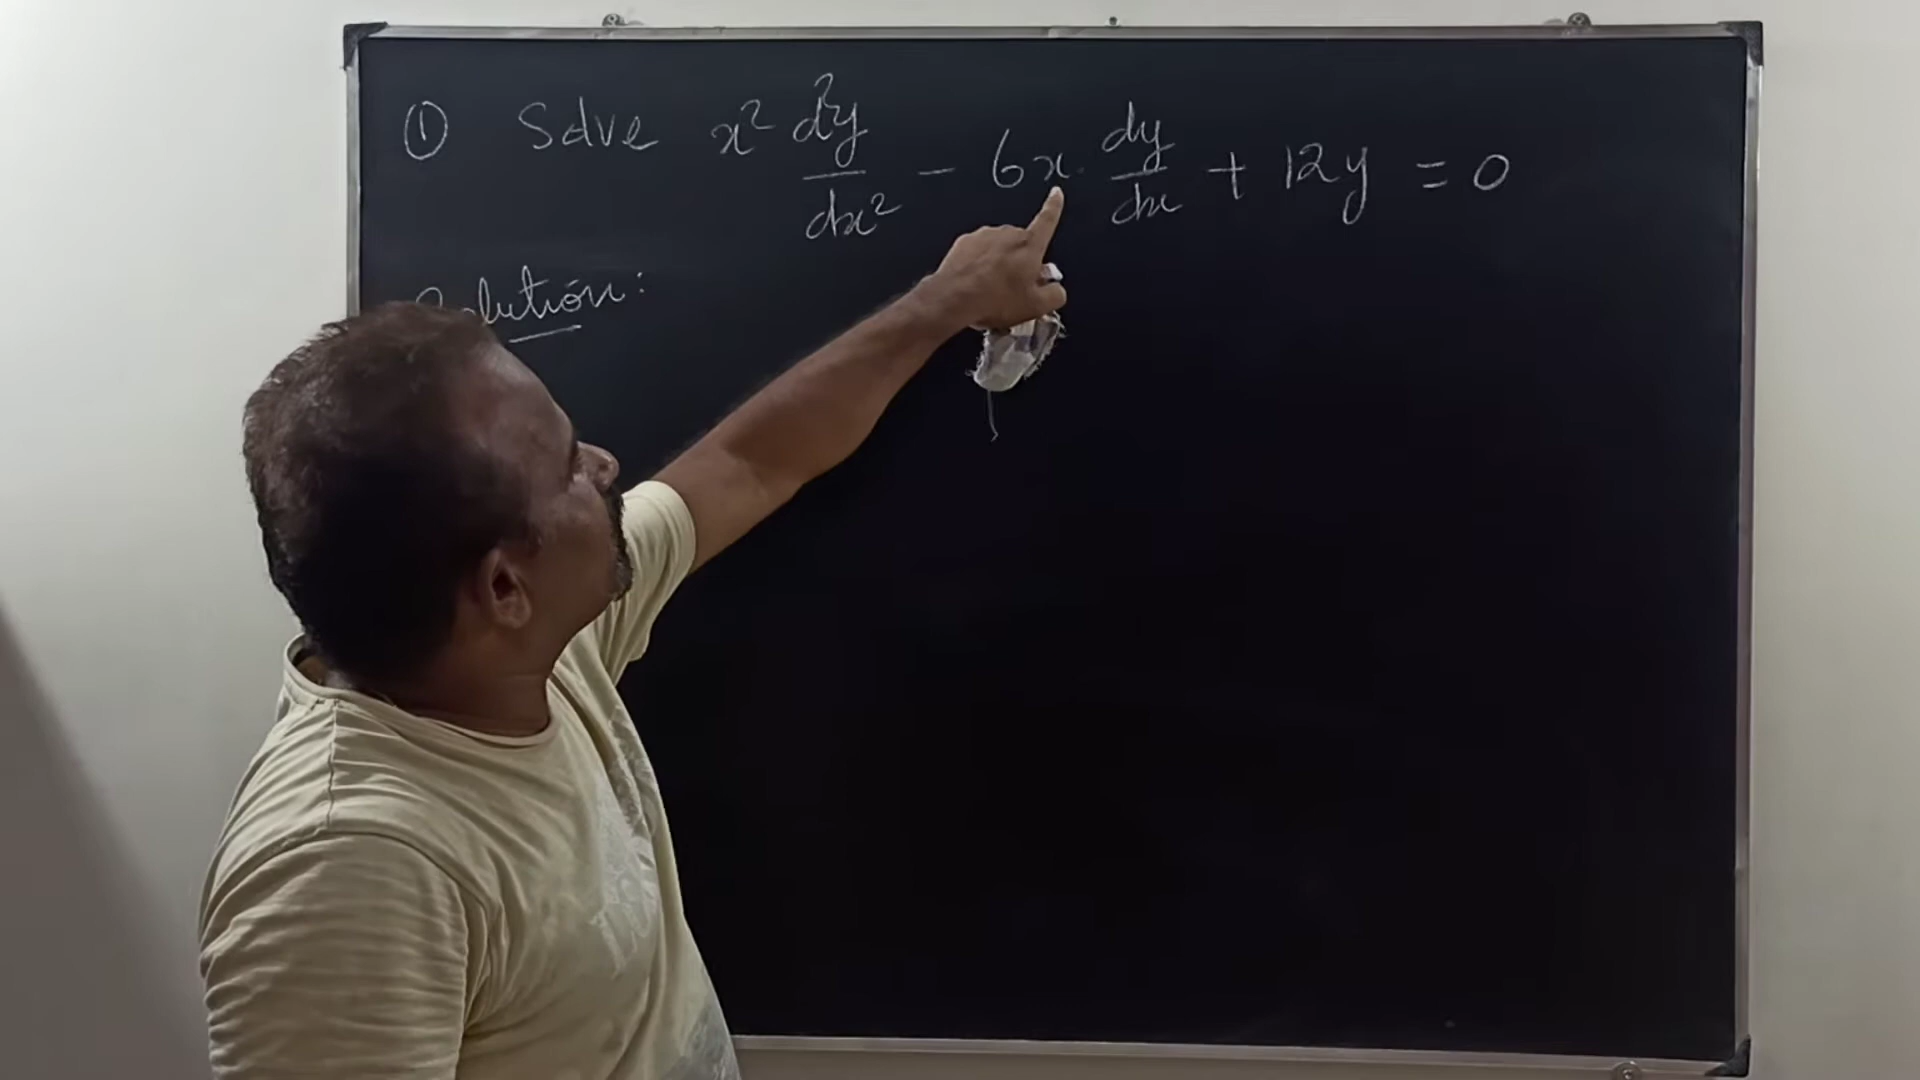 ① Solve x² d²y/dx² - 6x · dy/dx + 12y = 0
Solution: